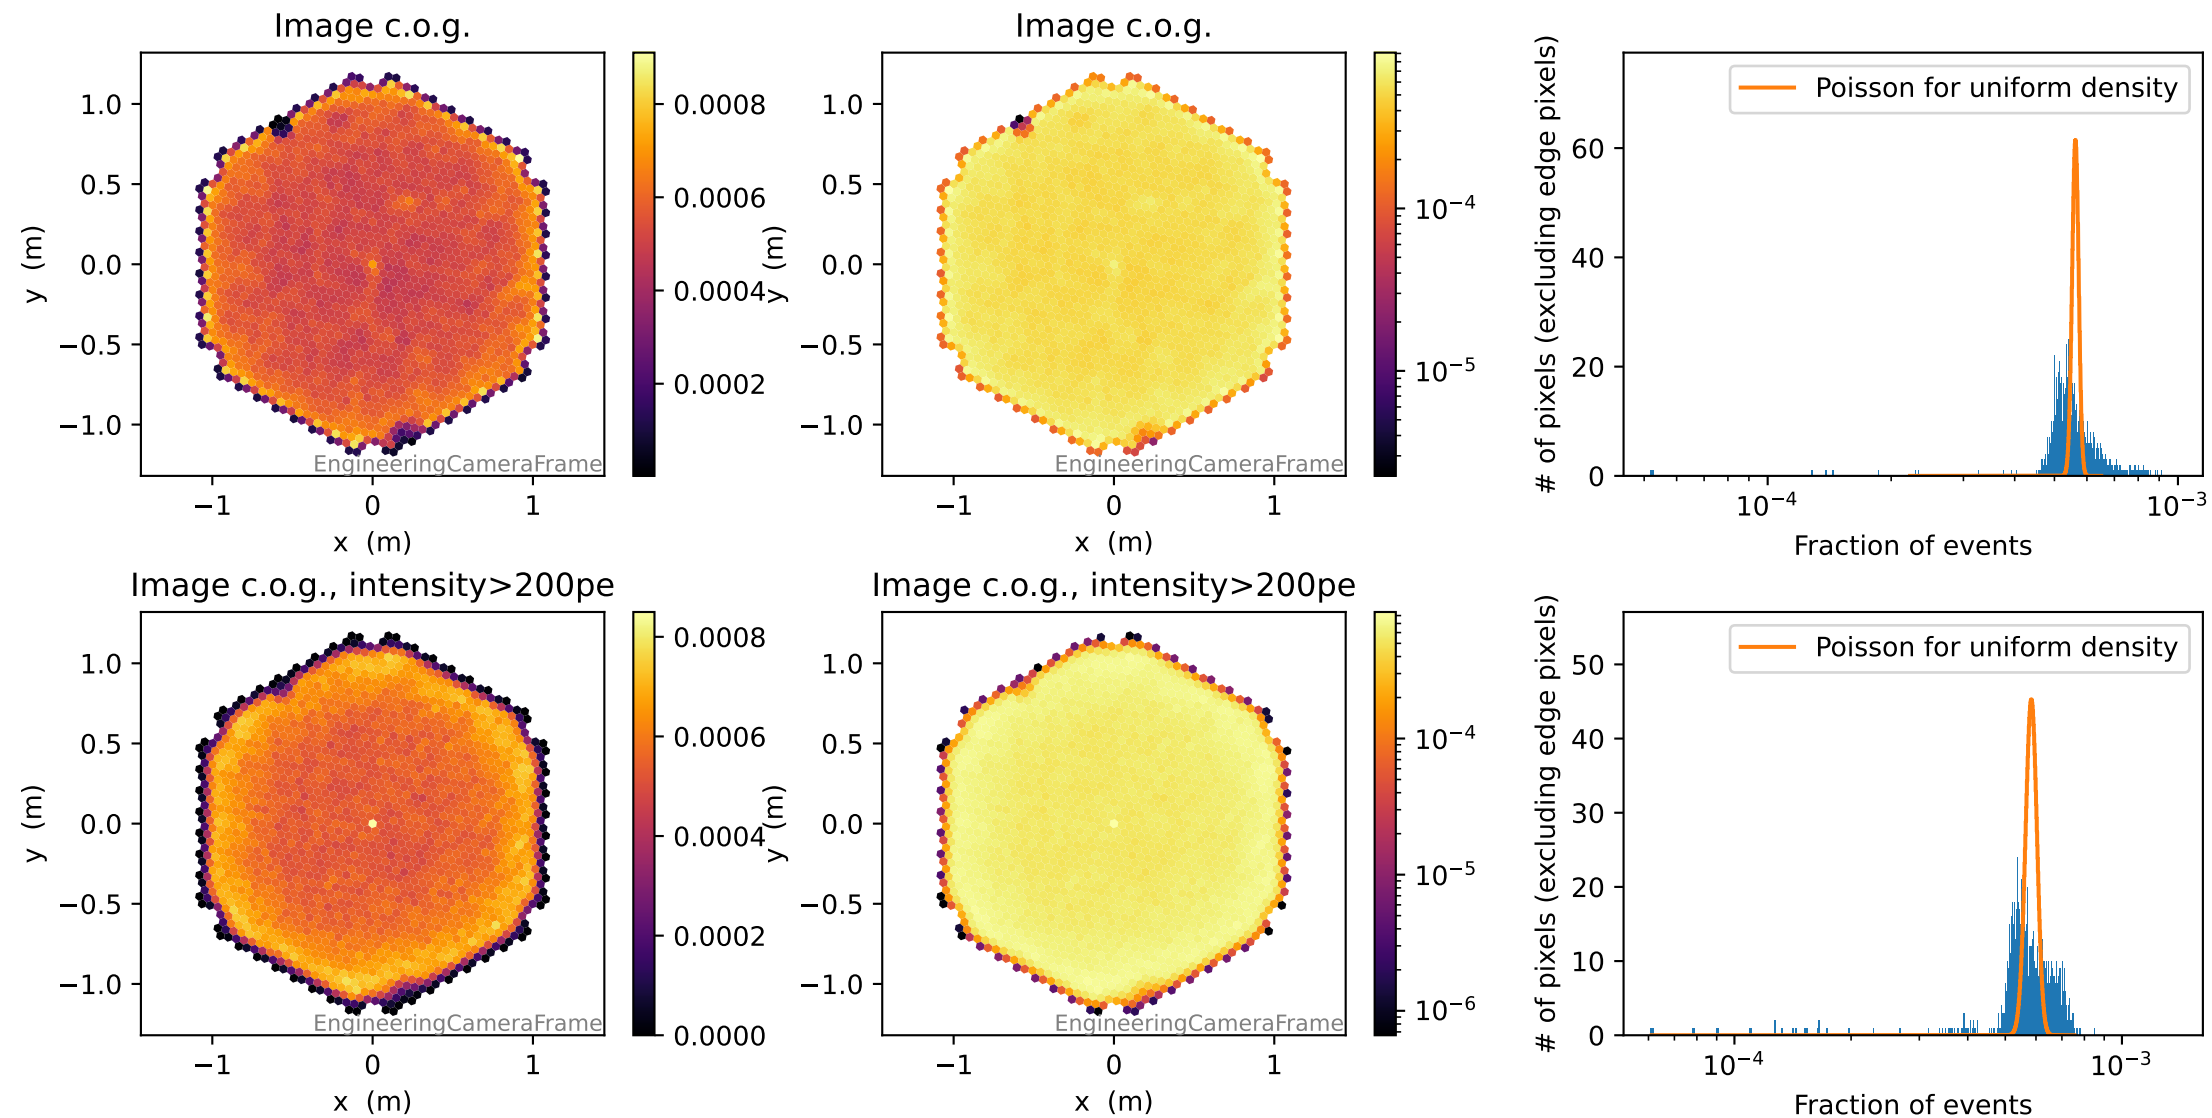 Image c.o.g.
1.0
0.5
0.0
−0.5
−1.0
y (m)
−1 0 1
x (m)
EngineeringCameraFrame
0.0008
0.0006
0.0004
0.0002
Image c.o.g.
1.0
0.5
0.0
−0.5
−1.0
y (m)
−1 0 1
x (m)
EngineeringCameraFrame
10⁻⁴
10⁻⁵
Poisson for uniform density
# of pixels (excluding edge pixels)
60
40
20
0
10⁻⁴ 10⁻³
Fraction of events
Image c.o.g., intensity>200pe
1.0
0.5
0.0
−0.5
−1.0
y (m)
−1 0 1
x (m)
EngineeringCameraFrame
0.0008
0.0006
0.0004
0.0002
0.0000
Image c.o.g., intensity>200pe
1.0
0.5
0.0
−0.5
−1.0
y (m)
−1 0 1
x (m)
EngineeringCameraFrame
10⁻⁴
10⁻⁵
10⁻⁶
Poisson for uniform density
# of pixels (excluding edge pixels)
50
40
30
20
10
0
10⁻⁴ 10⁻³
Fraction of events